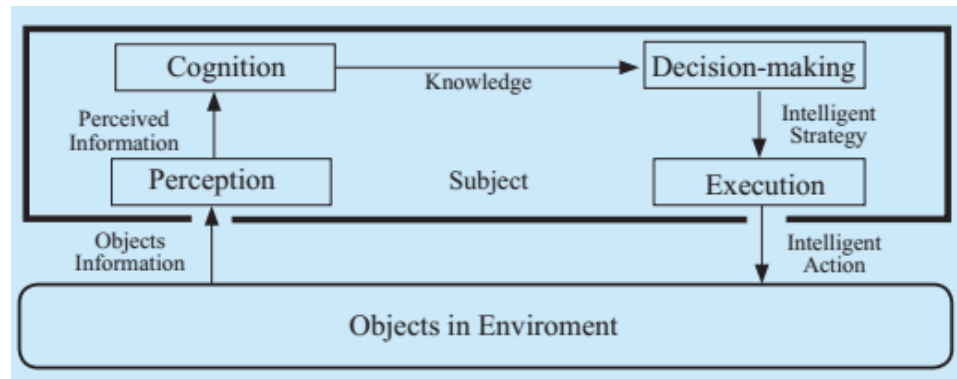 Cognition
Knowledge
Decision-making
Perceived
Information
Intelligent
Strategy
Perception
Subject
Execution
Objects
Information
Intelligent
Action
Objects in Enviroment